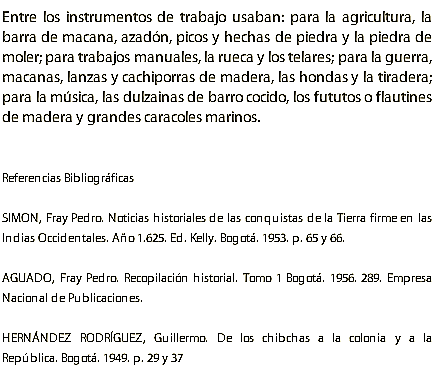 Entre los instrumentos de trabajo usaban: para la agricultura, la
barra de macana, azadón, picos y hechas de piedra y la piedra de
moler; para trabajos manuales, la rueca y los telares; para la guerra,
macanas, lanzas y cachiporras de madera, las hondas y la tiradera;
para la música, las dulzainas de barro cocido, los fututos o flautines
de madera y grandes caracoles marinos.
Referencias Bibliográficas
SIMON, Fray Pedro. Noticias historiales de las conquistas de la Tierra firme en las
Indias Occidentales. Año 1.625. Ed. Kelly. Bogotá. 1953. p. 65 y 66.
AGUADO, Fray Pedro. Recopilación historial. Tomo 1 Bogotá. 1956. 289. Empresa
Nacional de Publicaciones.
HERNÁNDEZ RODRÍGUEZ, Guillermo. De los chibchas a la colonia y a la
República. Bogotá. 1949. p. 29 y 37